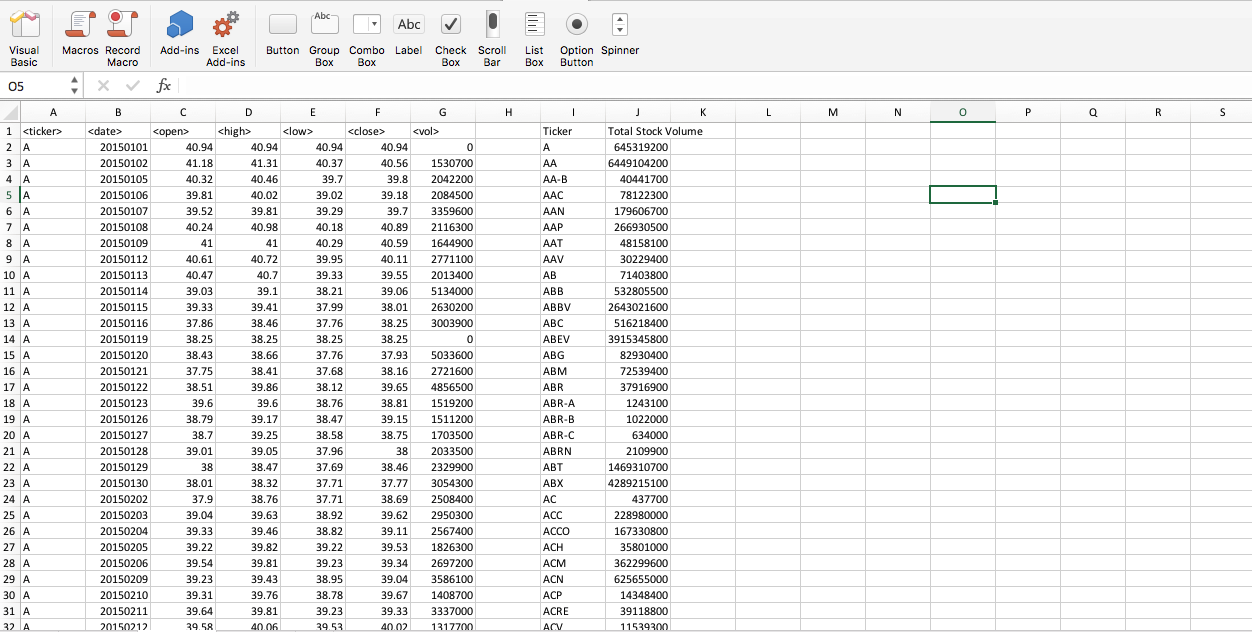 Abc
Abc
Visual Basic Macros Record Macro Add-ins Excel Add-ins Button Group Box Combo Box Label Check Box Scroll Bar List Box Option Button Spinner
O5 fx
A B C D E F G H I J K L M N O P Q R S
1 <ticker> <date> <open> <high> <low> <close> <vol> Ticker Total Stock Volume
2 A 20150101 40.94 40.94 40.94 40.94 0 A 645319200
3 A 20150102 41.18 41.31 40.37 40.56 1530700 AA 6449104200
4 A 20150105 40.32 40.46 39.7 39.8 2042200 AA-B 40441700
5 A 20150106 39.81 40.02 39.02 39.18 2084500 AAC 78122300
6 A 20150107 39.52 39.81 39.29 39.7 3359600 AAN 179606700
7 A 20150108 40.24 40.98 40.18 40.89 2116300 AAP 266930500
8 A 20150109 41 41 40.29 40.59 1644900 AAT 48158100
9 A 20150112 40.61 40.72 39.95 40.11 2771100 AAV 30229400
10 A 20150113 40.47 40.7 39.33 39.55 2013400 AB 71403800
11 A 20150114 39.03 39.1 38.21 39.06 5134000 ABB 532805500
12 A 20150115 39.33 39.41 37.99 38.01 2630200 ABBV 2643021600
13 A 20150116 37.86 38.46 37.76 38.25 3003900 ABC 516218400
14 A 20150119 38.25 38.25 38.25 38.25 0 ABEV 3915345800
15 A 20150120 38.43 38.66 37.76 37.93 5033600 ABG 82930400
16 A 20150121 37.75 38.41 37.68 38.16 2721600 ABM 72539400
17 A 20150122 38.51 39.86 38.12 39.65 4856500 ABR 37916900
18 A 20150123 39.6 39.6 38.76 38.81 1519200 ABR-A 1243100
19 A 20150126 38.79 39.17 38.47 39.15 1511200 ABR-B 1022000
20 A 20150127 38.7 39.25 38.58 38.75 1703500 ABR-C 634000
21 A 20150128 39.01 39.05 37.96 38 2033500 ABRN 2109900
22 A 20150129 38 38.47 37.69 38.46 2329900 ABT 1469310700
23 A 20150130 38.01 38.32 37.71 37.77 3054300 ABX 4289215100
24 A 20150202 37.9 38.76 37.71 38.69 2508400 AC 437700
25 A 20150203 39.04 39.63 38.92 39.62 2950300 ACC 228980000
26 A 20150204 39.33 39.46 38.82 39.11 2567400 ACCO 167330800
27 A 20150205 39.22 39.82 39.22 39.53 1826300 ACH 35801000
28 A 20150206 39.54 39.81 39.23 39.34 2697200 ACM 362299600
29 A 20150209 39.23 39.43 38.95 39.04 3586100 ACN 625655000
30 A 20150210 39.31 39.76 38.78 39.67 1408700 ACP 14348400
31 A 20150211 39.64 39.81 39.23 39.33 3337000 ACRE 39118800
32 A 20150212 39.58 40.06 39.53 40.02 1317700 ACV 11539300